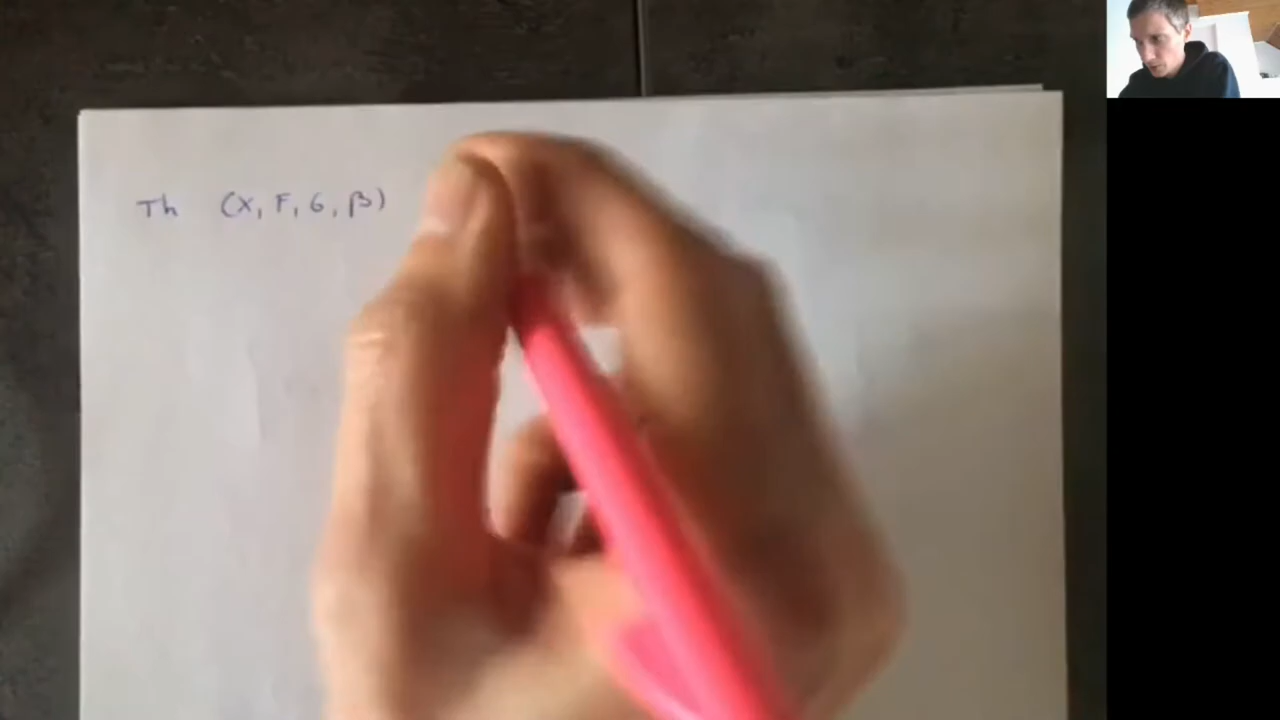 Th (X, F, G, β)